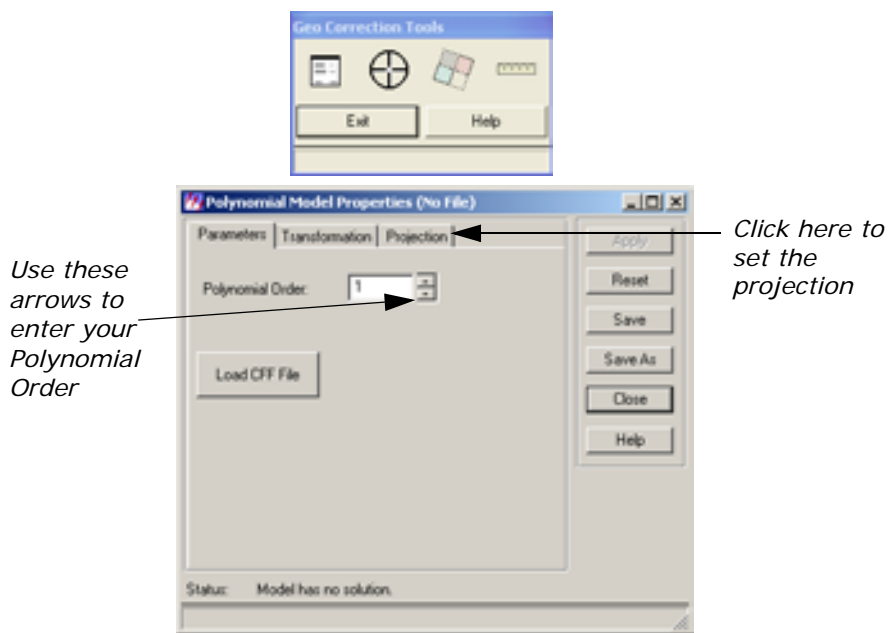 Geo Correction Tools
Exit
Help
Polynomial Model Properties (No File)
Parameters
Transformation
Projection
Polynomial Order:
1
Load CFF File
Apply
Reset
Save
Save As
Close
Help
Status:
Model has no solution.
Use these
arrows to
enter your
Polynomial
Order
Click here to
set the
projection